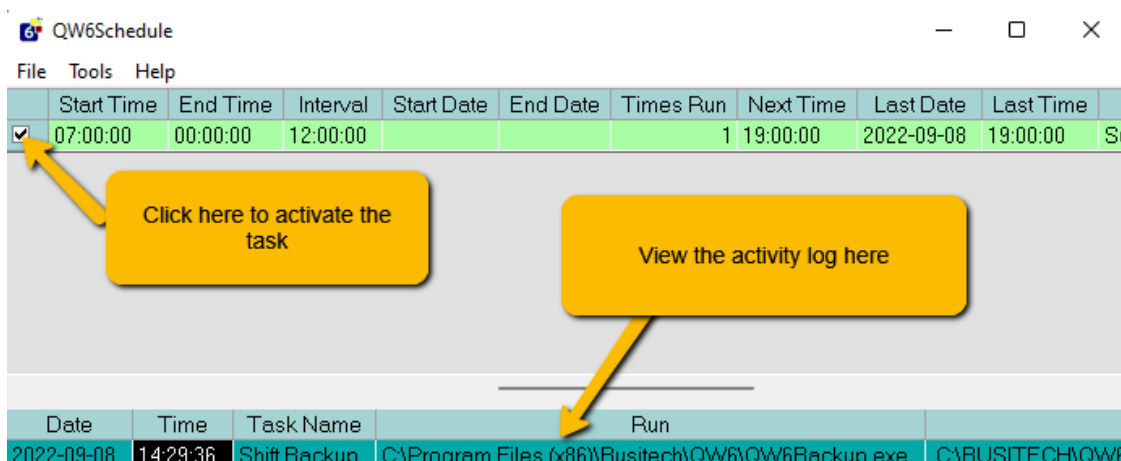 QW6Schedule
File Tools Help
Start Time End Time Interval Start Date End Date Times Run Next Time Last Date Last Time
07:00:00 00:00:00 12:00:00 1 19:00:00 2022-09-08 19:00:00
Click here to activate the
task
View the activity log here
Date Time Task Name Run
2022-09-08 14:29:36 Shift Backup C:\Program Files (x86)\Busitech\QW6\QW6Backup.exe C:\BUSITECH\QW6